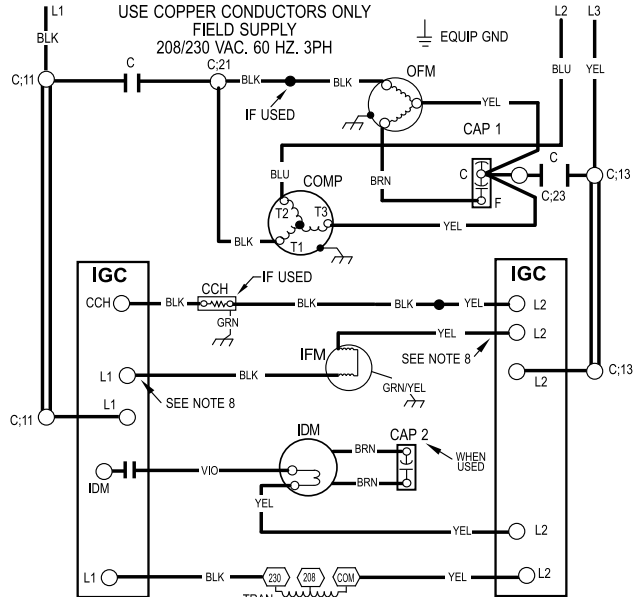 USE COPPER CONDUCTORS ONLY
FIELD SUPPLY
208/230 VAC. 60 HZ. 3PH
L1
BLK
EQUIP GND
L2
L3
C;11
C
C;21
BLK
BLK
OFM
BLU
YEL
IF USED
YEL
CAP 1
C
C
C;13
BLU
COMP
BRN
C;23
F
T2
T3
YEL
BLK
T1
IGC
IF USED
IGC
CCH
CCH
BLK
BLK
BLK
YEL
L2
GRN
YEL
L2
IFM
SEE NOTE 8
L1
BLK
GRN/YEL
L2
C;13
SEE NOTE 8
C;11
L1
IDM
CAP 2
BRN
WHEN
USED
VIO
IDM
BRN
YEL
YEL
L2
L1
BLK
230
208
COM
YEL
L2